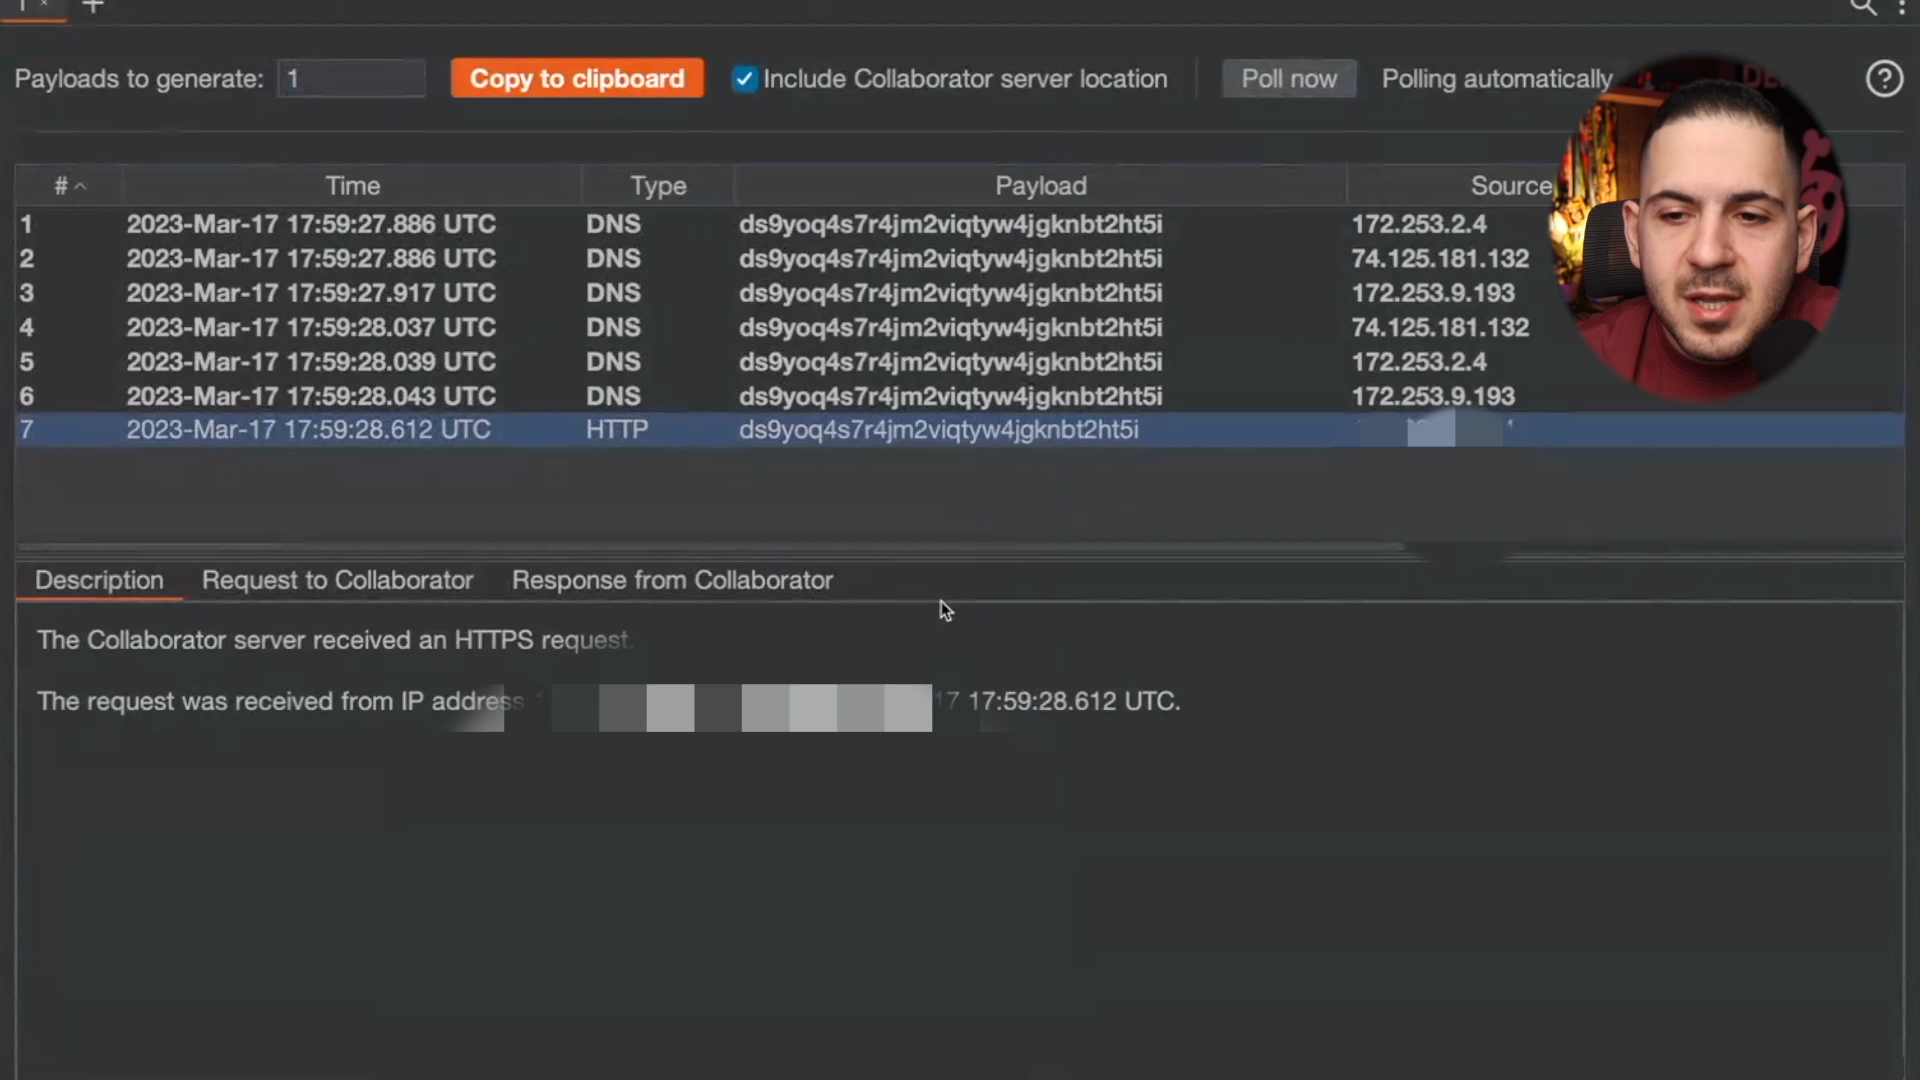 Payloads to generate: 1 Copy to clipboard Include Collaborator server location Poll now Polling automatically
# Time Type Payload Source
1 2023-Mar-17 17:59:27.886 UTC DNS ds9yoq4s7r4jm2viqtyw4jgknbt2ht5i 172.253.2.4
2 2023-Mar-17 17:59:27.886 UTC DNS ds9yoq4s7r4jm2viqtyw4jgknbt2ht5i 74.125.181.132
3 2023-Mar-17 17:59:27.917 UTC DNS ds9yoq4s7r4jm2viqtyw4jgknbt2ht5i 172.253.9.193
4 2023-Mar-17 17:59:28.037 UTC DNS ds9yoq4s7r4jm2viqtyw4jgknbt2ht5i 74.125.181.132
5 2023-Mar-17 17:59:28.039 UTC DNS ds9yoq4s7r4jm2viqtyw4jgknbt2ht5i 172.253.2.4
6 2023-Mar-17 17:59:28.043 UTC DNS ds9yoq4s7r4jm2viqtyw4jgknbt2ht5i 172.253.9.193
7 2023-Mar-17 17:59:28.612 UTC HTTP ds9yoq4s7r4jm2viqtyw4jgknbt2ht5i
Description Request to Collaborator Response from Collaborator
The Collaborator server received an HTTPS request.
The request was received from IP address 17 17:59:28.612 UTC.